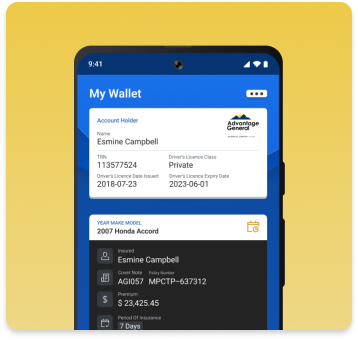 9:41
My Wallet
Account Holder
Advantage
General
Name
Esmine Campbell
TRN
Driver's Licence Class
113577524
Private
Driver's Licence Date Issued
Driver's Licence Expiry Date
2018-07-23
2023-06-01
YEAR MAKE MODEL
2007 Honda Accord
Insured
Esmine Campbell
Cover Note
Policy Number
AGI057
MPCTP–637312
Premium
$ 23,425.45
Period Of Insurance
7 Days